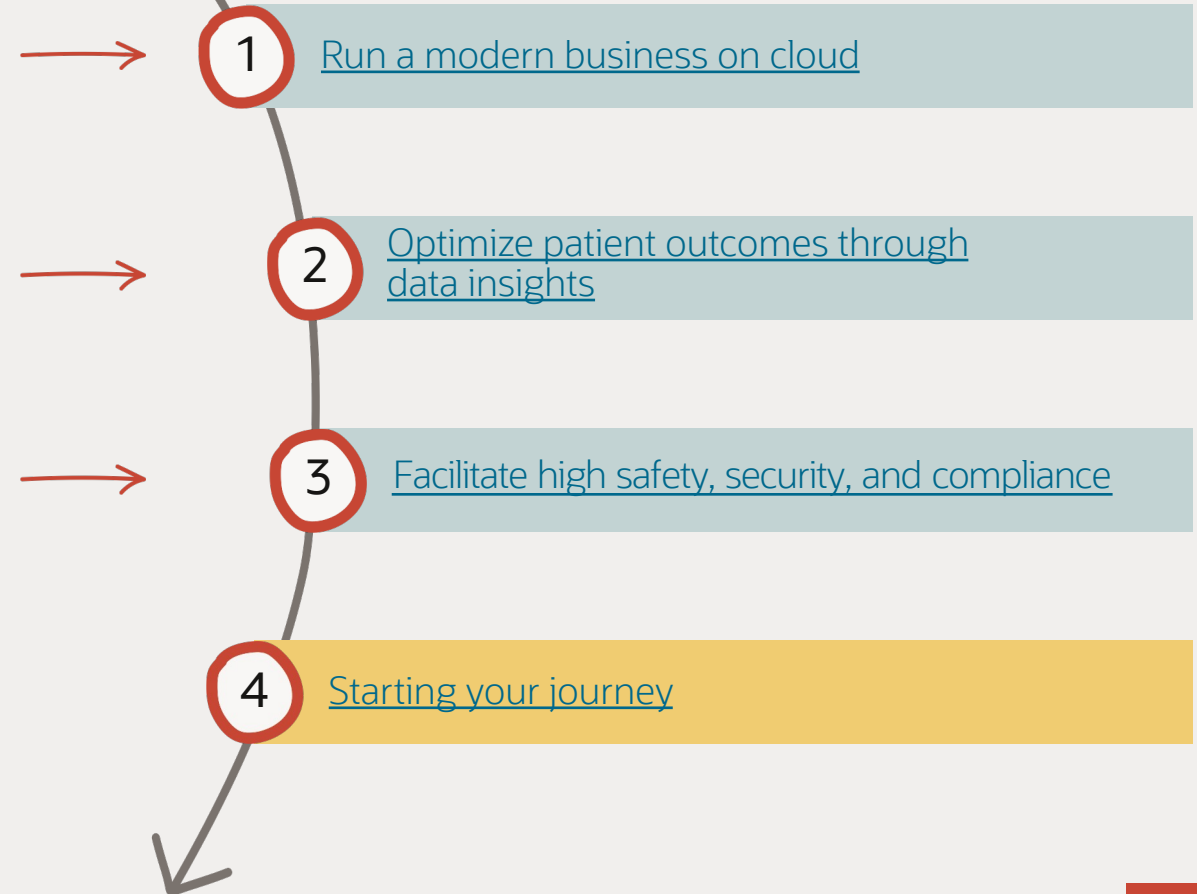 1
Run a modern business on cloud
2
Optimize patient outcomes through
data insights
3
Facilitate high safety, security, and compliance
4
Starting your journey